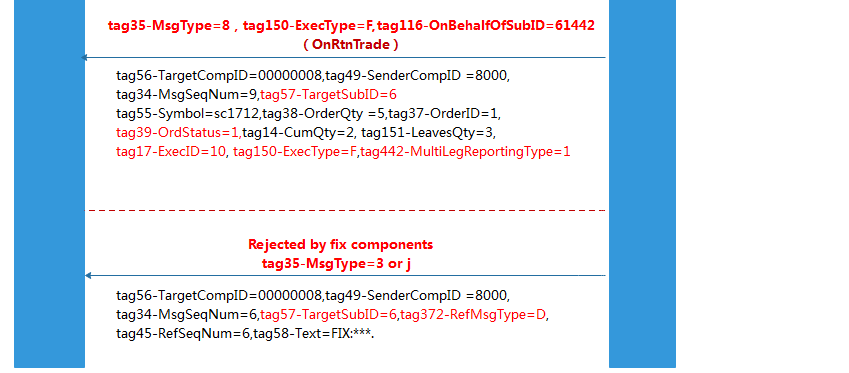 tag35-MsgType=8 , tag150-ExecType=F,tag116-OnBehalfOfSubID=61442
( OnRtnTrade )
tag56-TargetCompID=00000008,tag49-SenderCompID =8000,
tag34-MsgSeqNum=9,tag57-TargetSubID=6
tag55-Symbol=sc1712,tag38-OrderQty =5,tag37-OrderID=1,
tag39-OrdStatus=1,tag14-CumQty=2, tag151-LeavesQty=3,
tag17-ExecID=10, tag150-ExecType=F,tag442-MultiLegReportingType=1
Rejected by fix components
tag35-MsgType=3 or j
tag56-TargetCompID=00000008,tag49-SenderCompID =8000,
tag34-MsgSeqNum=6,tag57-TargetSubID=6,tag372-RefMsgType=D,
tag45-RefSeqNum=6,tag58-Text=FIX:***.